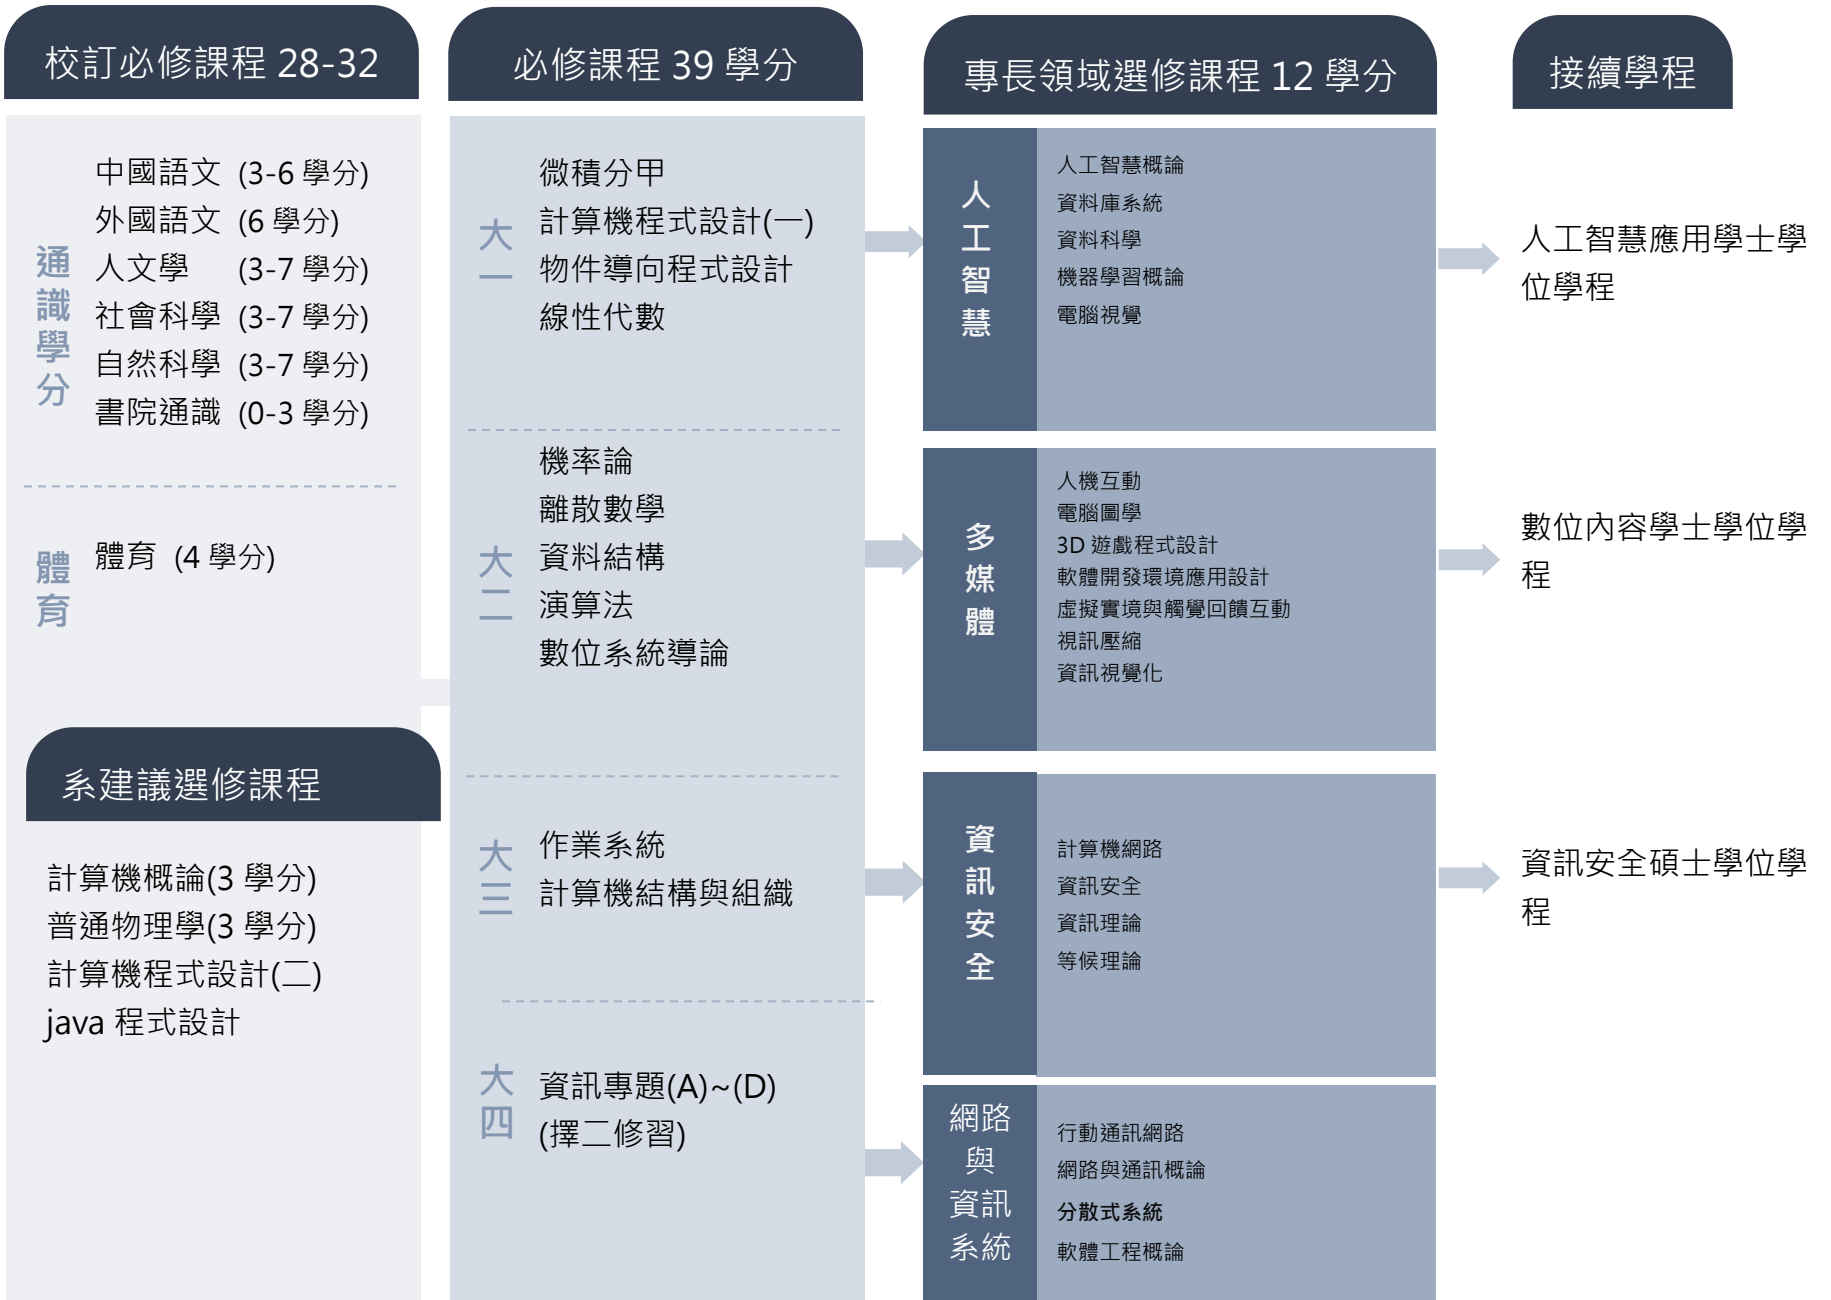 校訂必修課程 28-32
通識學分
中國語文 (3-6 學分)
外國語文 (6 學分)
人文學 (3-7 學分)
社會科學 (3-7 學分)
自然科學 (3-7 學分)
書院通識 (0-3 學分)
體育
體育 (4 學分)
系建議選修課程
計算機概論(3 學分)
普通物理學(3 學分)
計算機程式設計(二)
java 程式設計
必修課程 39 學分
大一
微積分甲
計算機程式設計(一)
物件導向程式設計
線性代數
大二
機率論
離散數學
資料結構
演算法
數位系統導論
大三
作業系統
計算機結構與組織
大四
資訊專題(A)~(D)
(擇二修習)
專長領域選修課程 12 學分
人工智慧
人工智慧概論
資料庫系統
資料科學
機器學習概論
電腦視覺
多媒體
人機互動
電腦圖學
3D 遊戲程式設計
軟體開發環境應用設計
虛擬實境與觸覺回饋互動
視訊壓縮
資訊視覺化
資訊安全
計算機網路
資訊安全
資訊理論
等候理論
網路
與
資訊
系統
行動通訊網路
網路與通訊概論
分散式系統
軟體工程概論
接續學程
人工智慧應用學士學
位學程
數位內容學士學位學
程
資訊安全碩士學位學
程